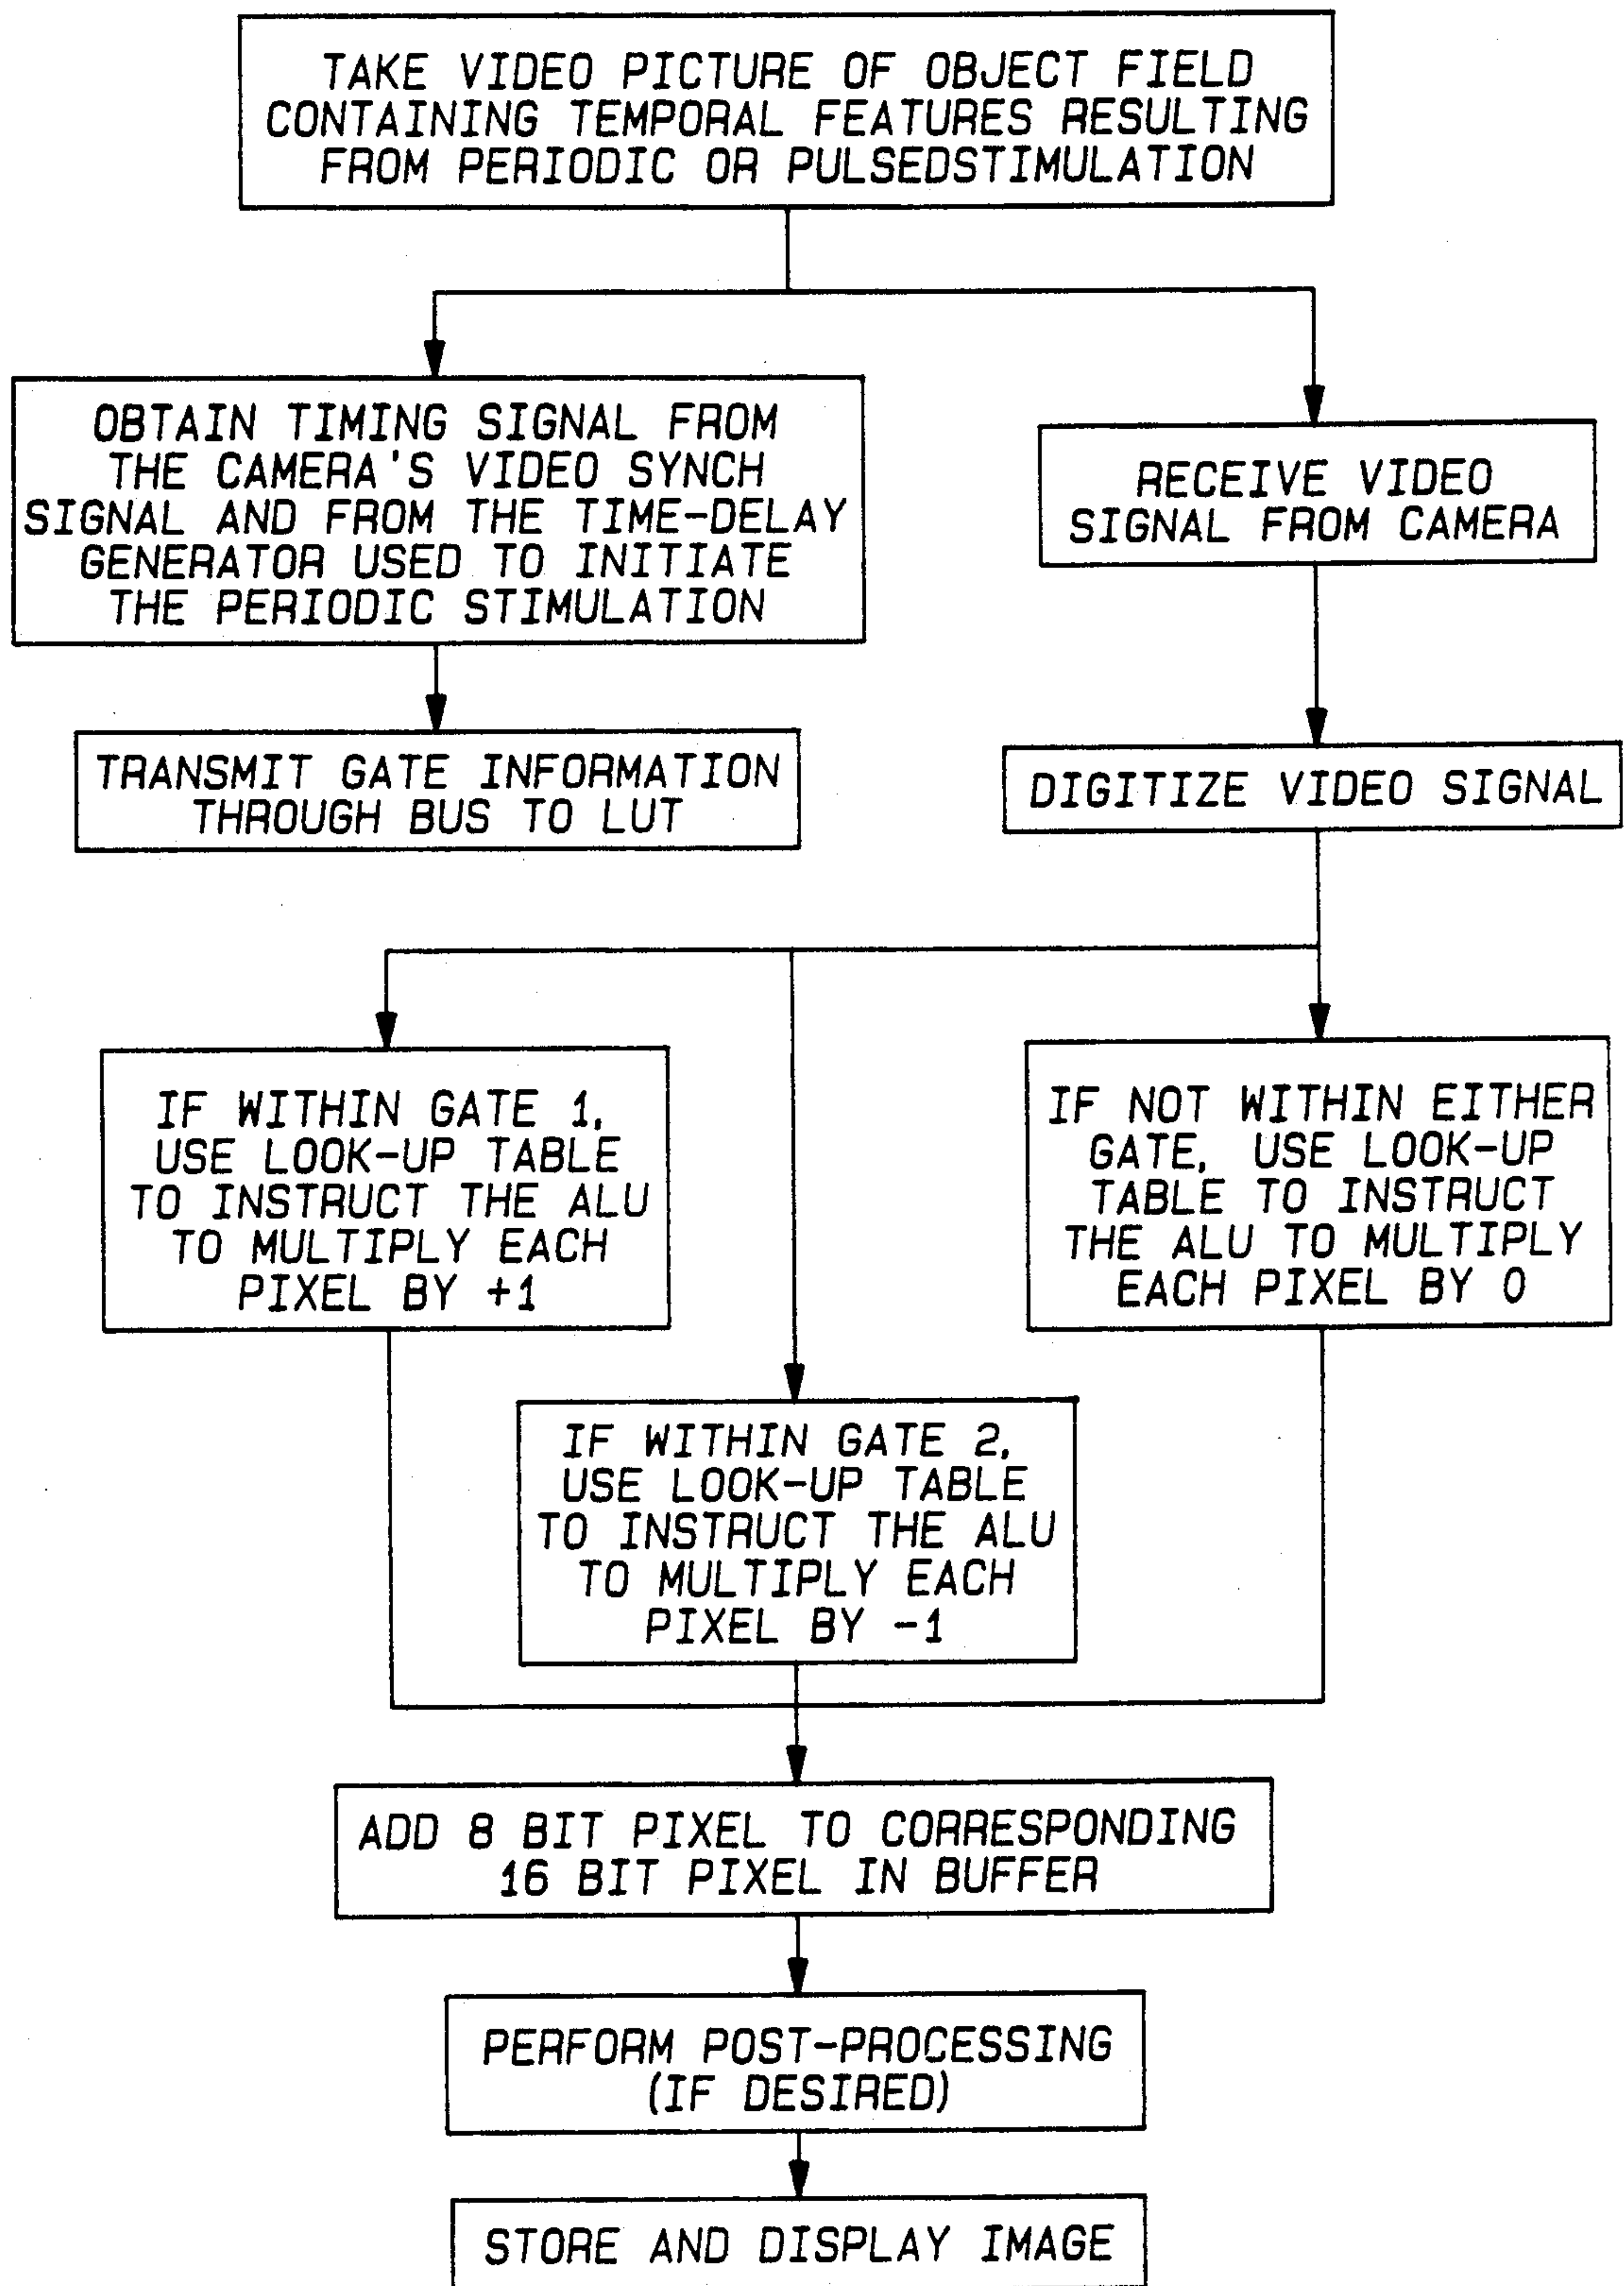 TAKE VIDEO PICTURE OF OBJECT FIELD
CONTAINING TEMPORAL FEATURES RESULTING
FROM PERIODIC OR PULSEDSTIMULATION
OBTAIN TIMING SIGNAL FROM
THE CAMERA'S VIDEO SYNCH
SIGNAL AND FROM THE TIME-DELAY
GENERATOR USED TO INITIATE
THE PERIODIC STIMULATION
RECEIVE VIDEO
SIGNAL FROM CAMERA
TRANSMIT GATE INFORMATION
THROUGH BUS TO LUT
DIGITIZE VIDEO SIGNAL
IF WITHIN GATE 1,
USE LOOK-UP TABLE
TO INSTRUCT THE ALU
TO MULTIPLY EACH
PIXEL BY +1
IF NOT WITHIN EITHER
GATE, USE LOOK-UP
TABLE TO INSTRUCT
THE ALU TO MULTIPLY
EACH PIXEL BY 0
IF WITHIN GATE 2,
USE LOOK-UP TABLE
TO INSTRUCT THE ALU
TO MULTIPLY EACH
PIXEL BY -1
ADD 8 BIT PIXEL TO CORRESPONDING
16 BIT PIXEL IN BUFFER
PERFORM POST-PROCESSING
(IF DESIRED)
STORE AND DISPLAY IMAGE